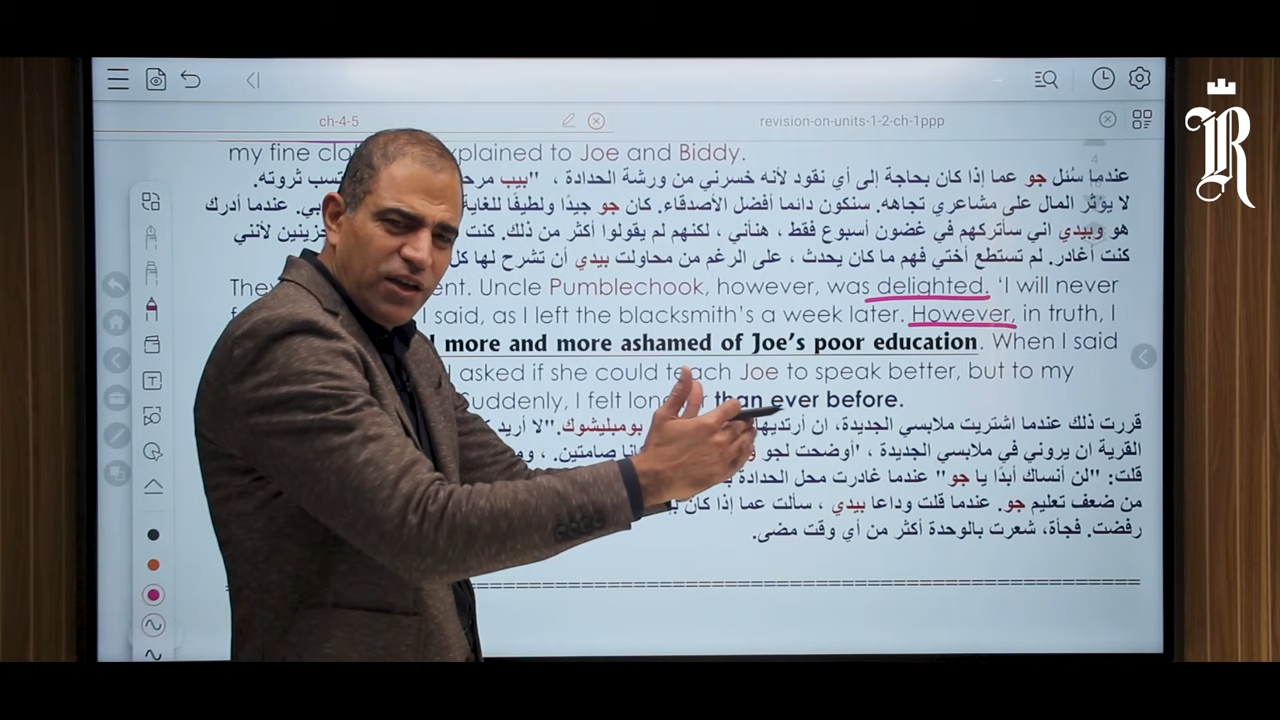 ch-4-5
revision-on-units-1-2-ch-1ppp
my fine explained to Joe and Biddy.
عندما سُئل جو عما إذا كان بحاجة إلى أي نقود لأنه خسرني من ورشة الحدادة ، "بيب مرح تسب ثروته.
لا يؤثر المال على مشاعري تجاهه. سنكون دائما أفضل الأصدقاء. كان جو جيدًا ولطيفًا للغاية بي. عندما أدرك
هو وبيدي اني سأتركهم في غضون أسبوع فقط ، هنأني ، لكنهم لم يقولوا أكثر من ذلك. كنت زينين لأنني
كنت أغادر. لم تستطع أختي فهم ما كان يحدث ، على الرغم من محاولت بيدي أن تشرح لها كل
They ent. Uncle Pumblechook, however, was delighted. 'I will never
I said, as I left the blacksmith's a week later. However, in truth, I
more and more ashamed of Joe's poor education. When I said
I asked if she could teach Joe to speak better, but to my
Suddenly, I felt than ever before.
قررت ذلك عندما اشتريت ملابسي الجديدة، ان أرتديها بومبليشوك."لا أريد
القرية ان يروني في ملابسي الجديدة ، 'أوضحت لجو انا صامتين. ،
قلت: "لن أنساك أبدًا يا جو" عندما غادرت محل الحدادة
من ضعف تعليم جو. عندما قلت وداعا بيدي ، سألت عما إذا كان
رفضت. فجأة، شعرت بالوحدة أكثر من أي وقت مضى.
R